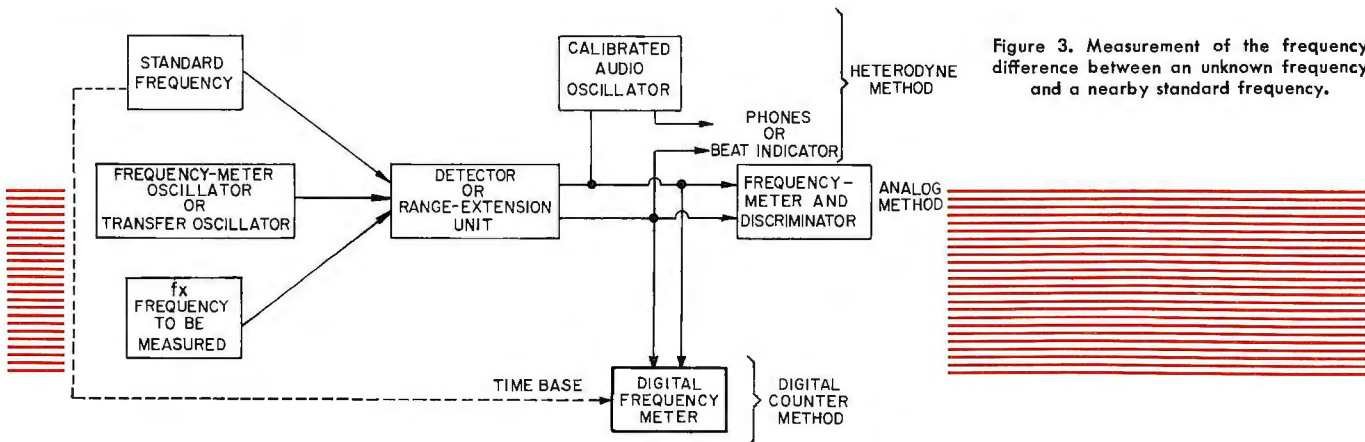 STANDARD
FREQUENCY
FREQUENCY-METER
OSCILLATOR
OR
TRANSFER OSCILLATOR
fx
FREQUENCY
TO BE
MEASURED
DETECTOR
OR
RANGE-EXTENSION
UNIT
CALIBRATED
AUDIO
OSCILLATOR
PHONES
OR
BEAT INDICATOR
HETERODYNE
METHOD
FREQUENCY-
METER AND
DISCRIMINATOR
ANALOG
METHOD
TIME BASE
DIGITAL
FREQUENCY
METER
DIGITAL
COUNTER
METHOD
Figure 3. Measurement of the frequency
difference between an unknown frequency
and a nearby standard frequency.